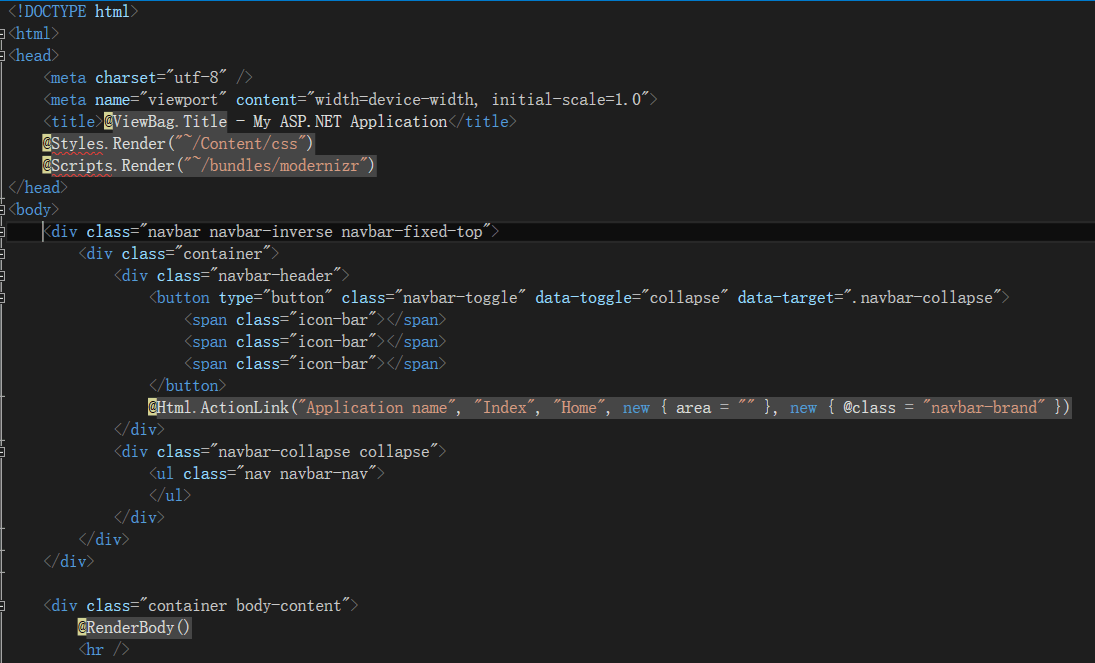 <!DOCTYPE html>
<html>
<head>
    <meta charset="utf-8" />
    <meta name="viewport" content="width=device-width, initial-scale=1.0">
    <title>@ViewBag.Title - My ASP.NET Application</title>
    @Styles.Render("~/Content/css")
    @Scripts.Render("~/bundles/modernizr")
</head>
<body>
    <div class="navbar navbar-inverse navbar-fixed-top">
        <div class="container">
            <div class="navbar-header">
                <button type="button" class="navbar-toggle" data-toggle="collapse" data-target=".navbar-collapse">
                    <span class="icon-bar"></span>
                    <span class="icon-bar"></span>
                    <span class="icon-bar"></span>
                </button>
                @Html.ActionLink("Application name", "Index", "Home", new { area = "" }, new { @class = "navbar-brand" })
            </div>
            <div class="navbar-collapse collapse">
                <ul class="nav navbar-nav">
                </ul>
            </div>
        </div>
    </div>

    <div class="container body-content">
        @RenderBody()
        <hr />